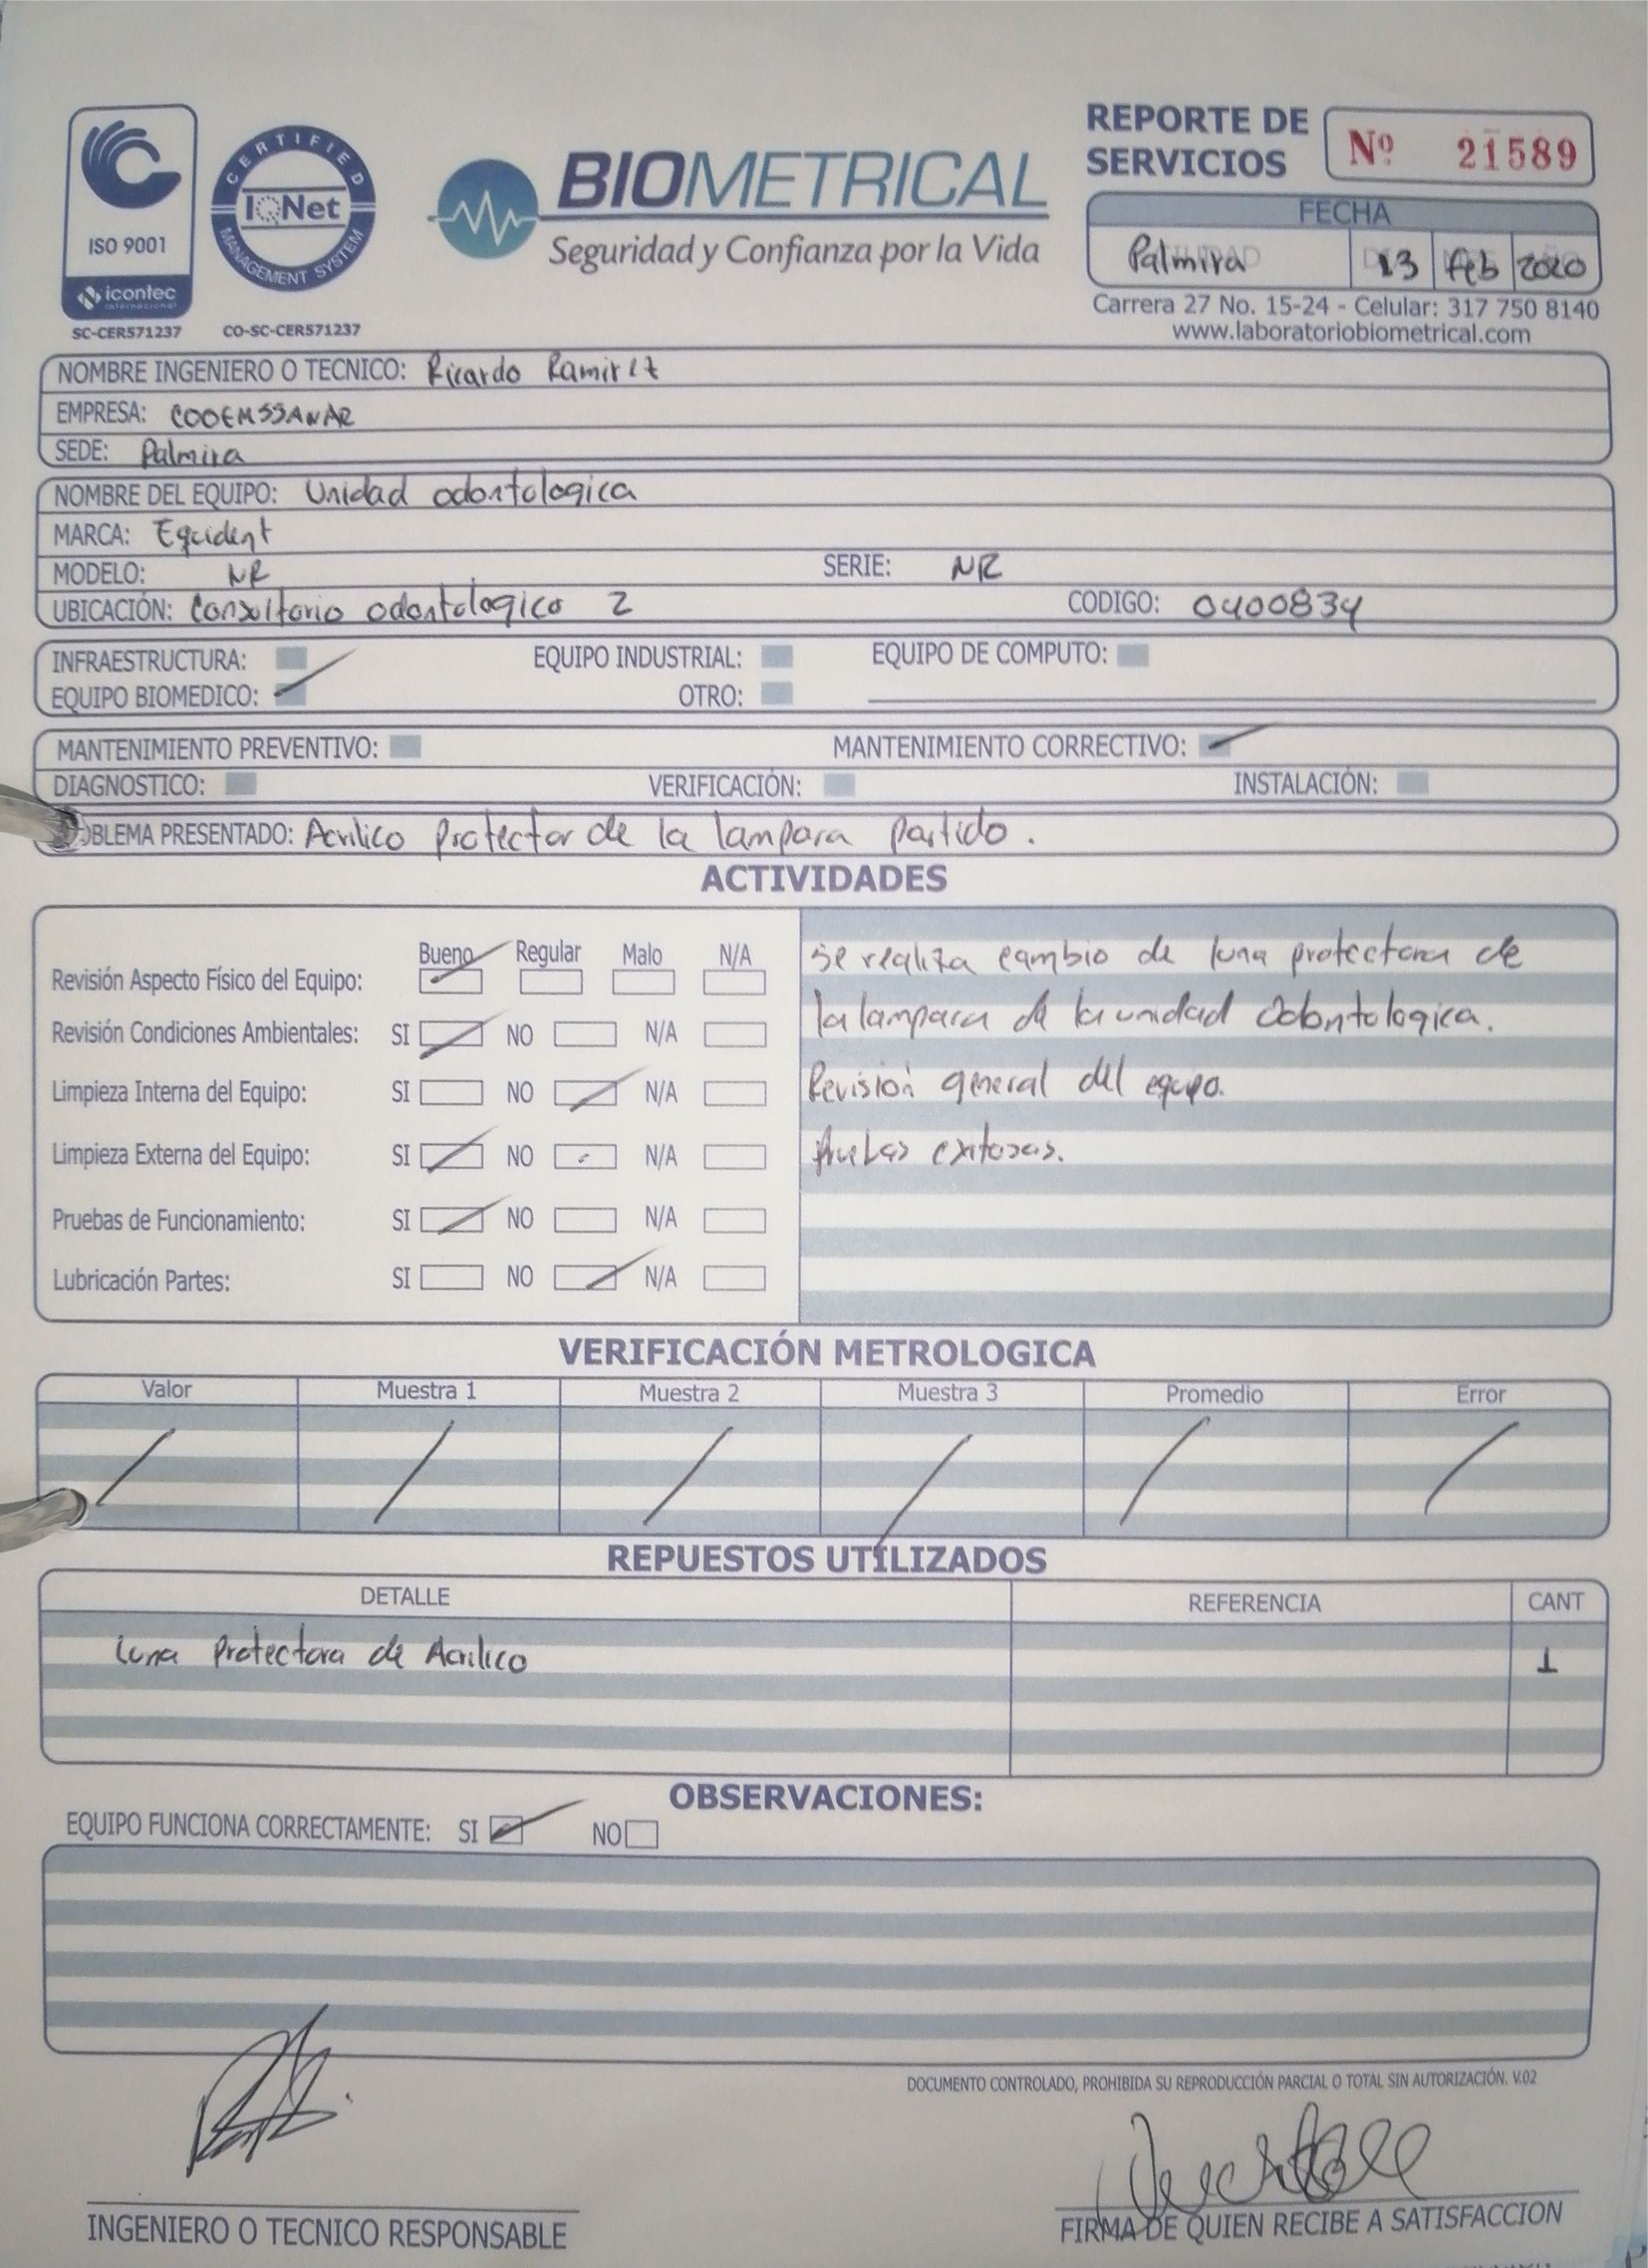 REPORTE DE
SERVICIOS
Nº 21589
CERTIFIED
IQNet
MANAGEMENT SYSTEM
ISO 9001
icontec
internacional
SC-CER571237 CO-SC-CER571237
BIOMETRICAL
Seguridad y Confianza por la Vida
FECHA
Palmira 13 feb 2020
Carrera 27 No. 15-24 - Celular: 317 750 8140
www.laboratoriobiometrical.com
NOMBRE INGENIERO O TECNICO: Ricardo Ramirez
EMPRESA: COOEMSSANAR
SEDE: Palmira
NOMBRE DEL EQUIPO: Unidad odontologica
MARCA: Equident
MODELO: NR SERIE: NR
UBICACIÓN: Consultorio odontologico 2 CODIGO: 0400834
INFRAESTRUCTURA: EQUIPO INDUSTRIAL: EQUIPO DE COMPUTO:
EQUIPO BIOMEDICO: OTRO:
MANTENIMIENTO PREVENTIVO: MANTENIMIENTO CORRECTIVO:
DIAGNOSTICO: VERIFICACIÓN: INSTALACIÓN:
OBLEMA PRESENTADO: Acrilico protector de la lampara partido.
ACTIVIDADES
Bueno Regular Malo N/A
Revisión Aspecto Físico del Equipo:
Revisión Condiciones Ambientales: SI NO N/A
Limpieza Interna del Equipo: SI NO N/A
Limpieza Externa del Equipo: SI NO N/A
Pruebas de Funcionamiento: SI NO N/A
Lubricación Partes: SI NO N/A
Se realiza cambio de luna protectora de
la lampara de la unidad Odontologica.
Revisión general del equipo.
Pruebas exitosas.
VERIFICACIÓN METROLOGICA
Valor Muestra 1 Muestra 2 Muestra 3 Promedio Error
REPUESTOS UTILIZADOS
DETALLE REFERENCIA CANT
Luna Protectora de Acrilico 1
OBSERVACIONES:
EQUIPO FUNCIONA CORRECTAMENTE: SI NO
DOCUMENTO CONTROLADO, PROHIBIDA SU REPRODUCCIÓN PARCIAL O TOTAL SIN AUTORIZACIÓN. V.02
INGENIERO O TECNICO RESPONSABLE
FIRMA DE QUIEN RECIBE A SATISFACCION